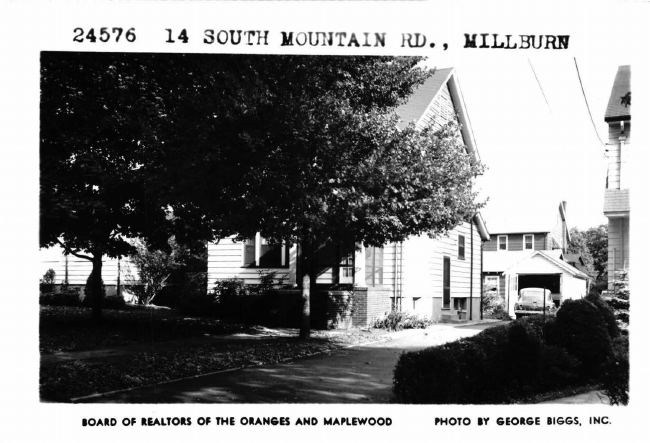 24576 14 SOUTH MOUNTAIN RD., MILLBURN
BOARD OF REALTORS OF THE ORANGES AND MAPLEWOOD PHOTO BY GEORGE BIGGS, INC.